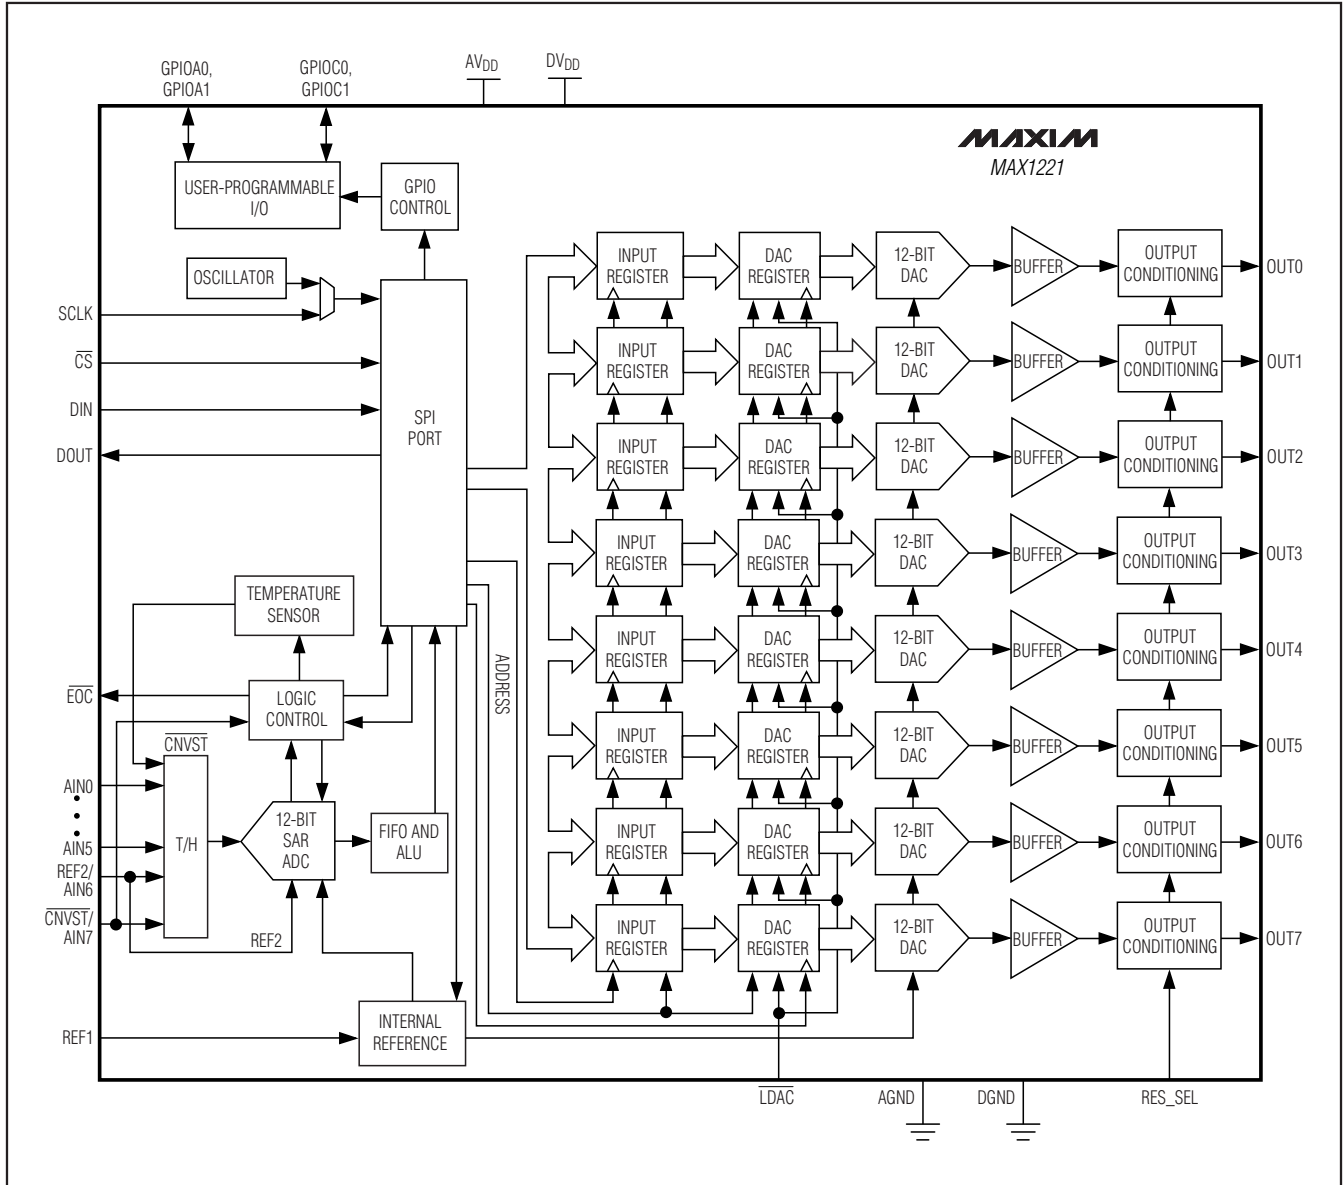 GPIOA0,
GPIOA1
GPIOC0,
GPIOC1
AVDD
DVDD
MAXIM
MAX1221
USER-PROGRAMMABLE
I/O
GPIO
CONTROL
OSCILLATOR
SCLK
CS
DIN
DOUT
SPI
PORT
TEMPERATURE
SENSOR
EOC
LOGIC
CONTROL
ADDRESS
CNVST
AIN0
AIN5
REF2/
AIN6
CNVST/
AIN7
T/H
12-BIT
SAR
ADC
FIFO AND
ALU
REF2
REF1
INTERNAL
REFERENCE
INPUT
REGISTER
DAC
REGISTER
12-BIT
DAC
BUFFER
OUTPUT
CONDITIONING
OUT0
INPUT
REGISTER
DAC
REGISTER
12-BIT
DAC
BUFFER
OUTPUT
CONDITIONING
OUT1
INPUT
REGISTER
DAC
REGISTER
12-BIT
DAC
BUFFER
OUTPUT
CONDITIONING
OUT2
INPUT
REGISTER
DAC
REGISTER
12-BIT
DAC
BUFFER
OUTPUT
CONDITIONING
OUT3
INPUT
REGISTER
DAC
REGISTER
12-BIT
DAC
BUFFER
OUTPUT
CONDITIONING
OUT4
INPUT
REGISTER
DAC
REGISTER
12-BIT
DAC
BUFFER
OUTPUT
CONDITIONING
OUT5
INPUT
REGISTER
DAC
REGISTER
12-BIT
DAC
BUFFER
OUTPUT
CONDITIONING
OUT6
INPUT
REGISTER
DAC
REGISTER
12-BIT
DAC
BUFFER
OUTPUT
CONDITIONING
OUT7
LDAC
AGND
DGND
RES_SEL